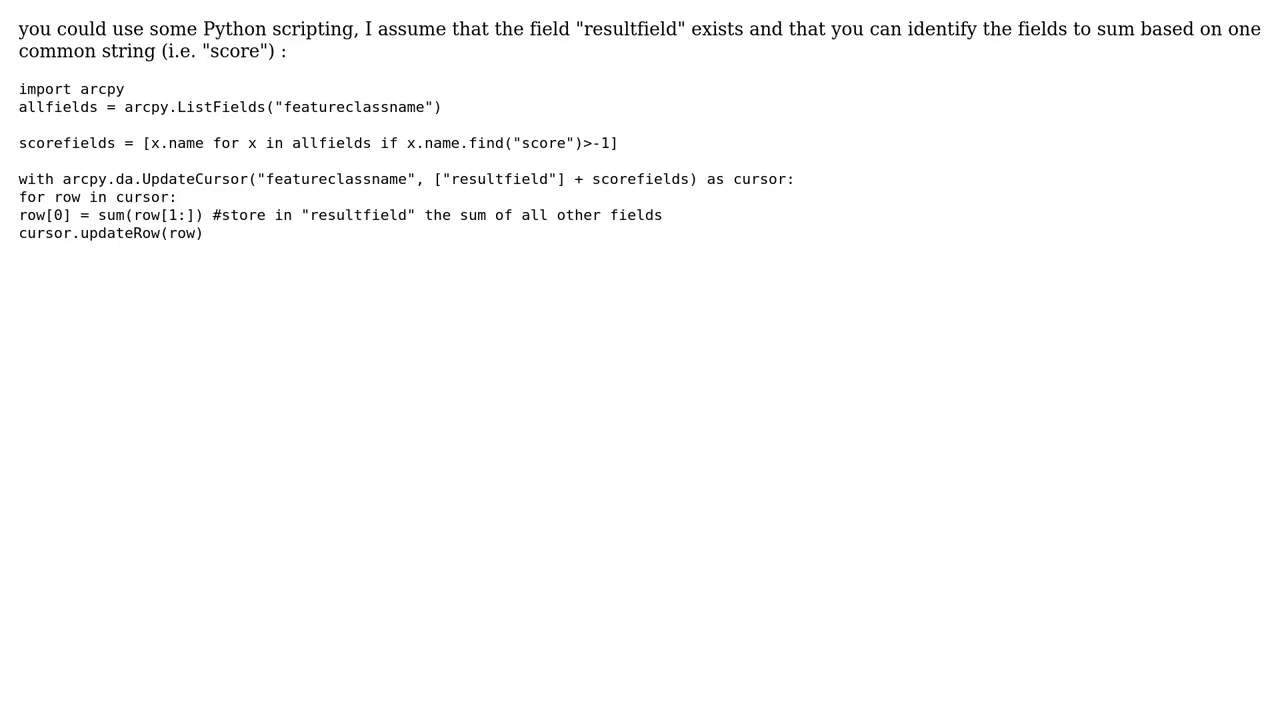 you could use some Python scripting, I assume that the field "resultfield" exists and that you can identify the fields to sum based on one
common string (i.e. "score") :
import arcpy
allfields = arcpy.ListFields("featureclassname")
scorefields = [x.name for x in allfields if x.name.find("score")>-1]
with arcpy.da.UpdateCursor("featureclassname", ["resultfield"] + scorefields) as cursor:
for row in cursor:
row[0] = sum(row[1:]) #store in "resultfield" the sum of all other fields
cursor.updateRow(row)